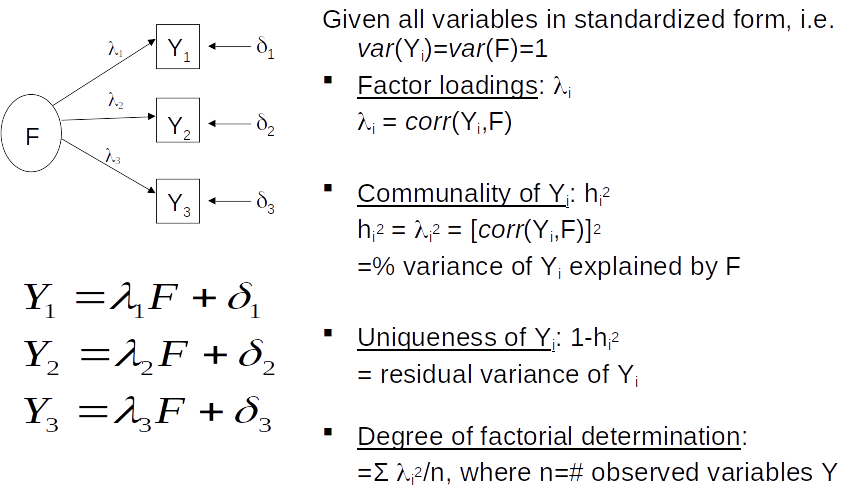 F
λ₁
λ₂
λ₃
Y₁
δ₁
Y₂
δ₂
Y₃
δ₃
Y₁ = λ₁F + δ₁
Y₂ = λ₂F + δ₂
Y₃ = λ₃F + δ₃
Given all variables in standardized form, i.e.
var(Yᵢ)=var(F)=1
▪ Factor loadings: λᵢ
λᵢ = corr(Yᵢ,F)
▪ Communality of Yᵢ: hᵢ²
hᵢ² = λᵢ² = [corr(Yᵢ,F)]²
=% variance of Yᵢ explained by F
▪ Uniqueness of Yᵢ: 1-hᵢ²
= residual variance of Yᵢ
▪ Degree of factorial determination:
=Σ λᵢ²/n, where n=# observed variables Y